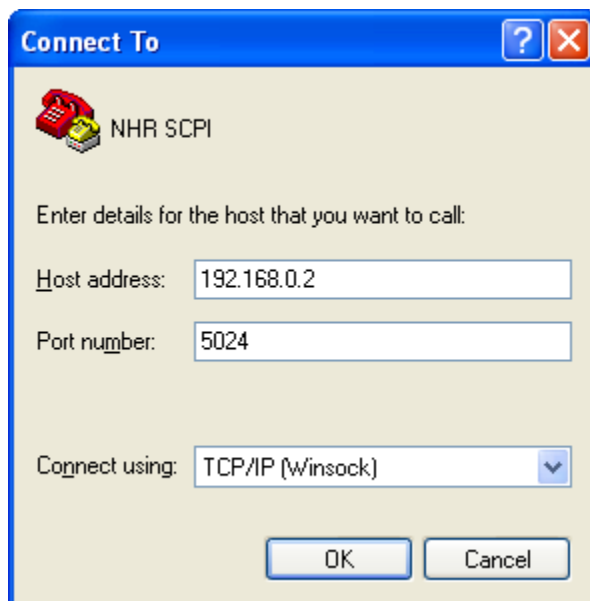 Connect To
NHR SCPI
Enter details for the host that you want to call:
Host address: 192.168.0.2
Port number: 5024
Connect using: TCP/IP (Winsock)
OK Cancel